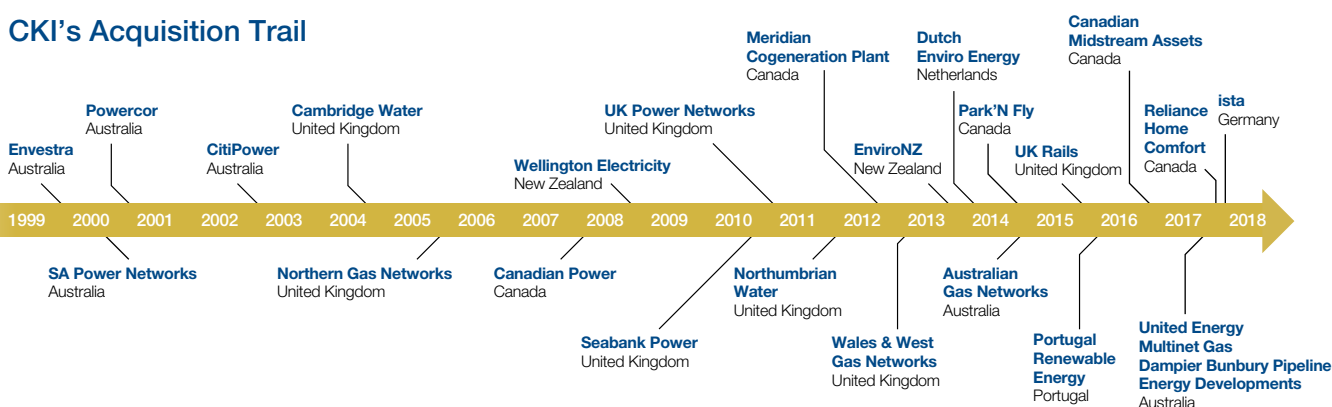 CKI's Acquisition Trail
Envestra
Australia
Powercor
Australia
CitiPower
Australia
Cambridge Water
United Kingdom
Wellington Electricity
New Zealand
UK Power Networks
United Kingdom
Meridian
Cogeneration Plant
Canada
EnviroNZ
New Zealand
Dutch
Enviro Energy
Netherlands
Park'N Fly
Canada
UK Rails
United Kingdom
Canadian
Midstream Assets
Canada
Reliance
Home
Comfort
Canada
ista
Germany
1999 2000 2001 2002 2003 2004 2005 2006 2007 2008 2009 2010 2011 2012 2013 2014 2015 2016 2017 2018
SA Power Networks
Australia
Northern Gas Networks
United Kingdom
Canadian Power
Canada
Seabank Power
United Kingdom
Northumbrian
Water
United Kingdom
Wales & West
Gas Networks
United Kingdom
Australian
Gas Networks
Australia
Portugal
Renewable
Energy
Portugal
United Energy
Multinet Gas
Dampier Bunbury Pipeline
Energy Developments
Australia